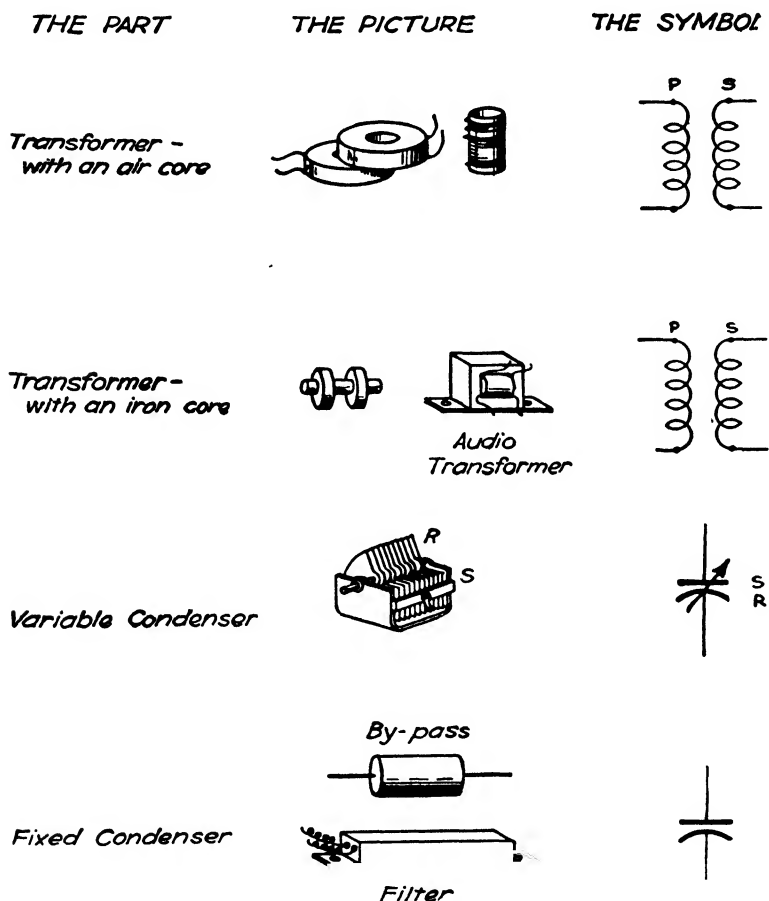 THE PART THE PICTURE THE SYMBOL
P S
Transformer -
with an air core
P S
Transformer -
with an iron core
Audio
Transformer
R
S
S
R
Variable Condenser
By-pass
Fixed Condenser
Filter